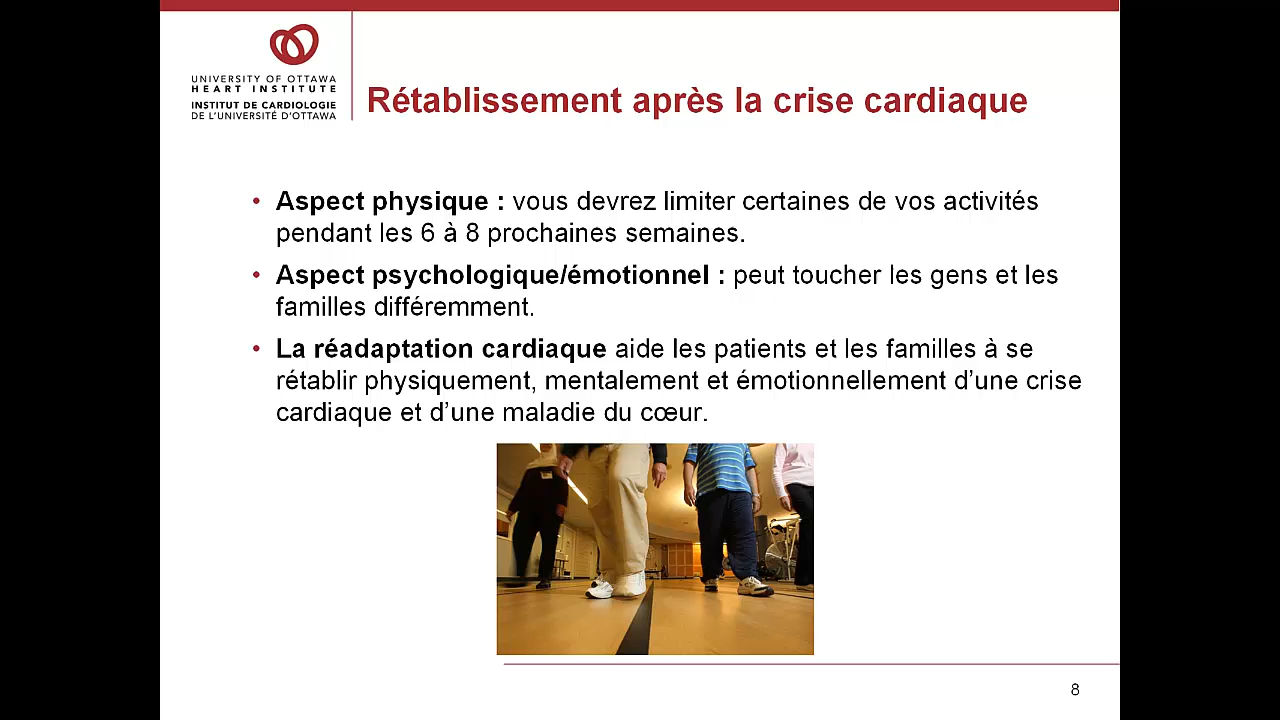 UNIVERSITY OF OTTAWA
HEART INSTITUTE
INSTITUT DE CARDIOLOGIE
DE L'UNIVERSITÉ D'OTTAWA
Rétablissement après la crise cardiaque
• Aspect physique : vous devrez limiter certaines de vos activités
pendant les 6 à 8 prochaines semaines.
• Aspect psychologique/émotionnel : peut toucher les gens et les
familles différemment.
• La réadaptation cardiaque aide les patients et les familles à se
rétablir physiquement, mentalement et émotionnellement d’une crise
cardiaque et d’une maladie du cœur.
8